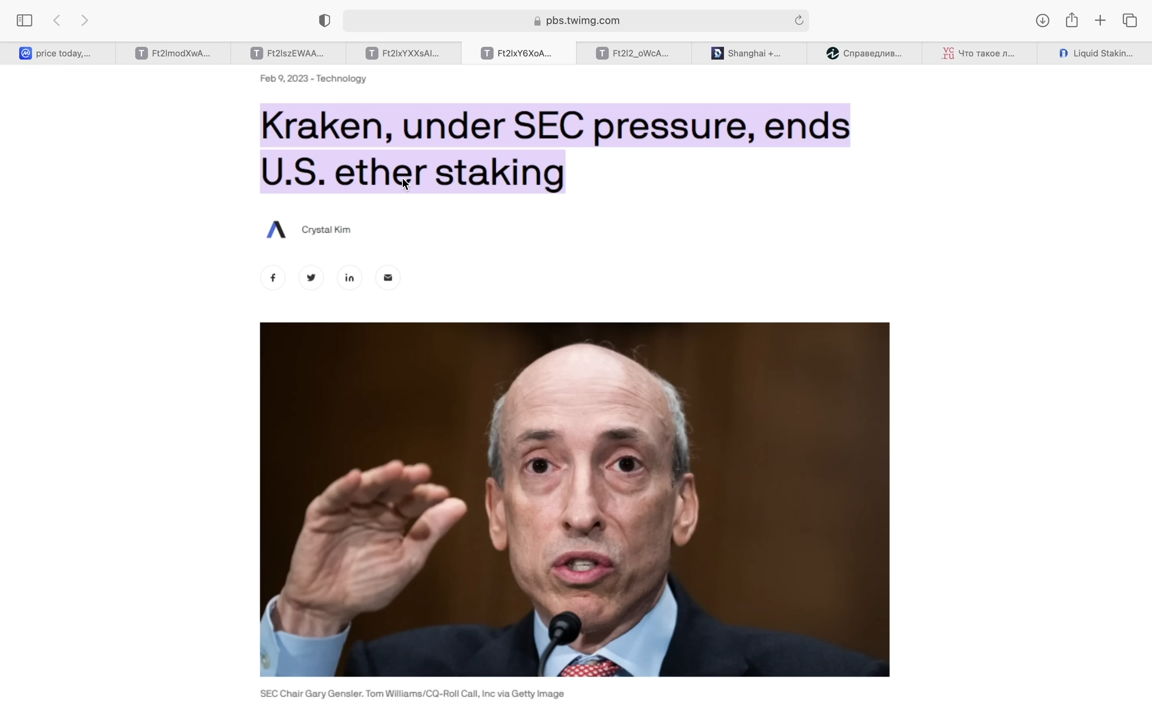 pbs.twimg.com
price today,...
Ft2ImodXwA...
Ft2IszEWAA...
Ft2IxYXXsAI...
Ft2IxY6XoA...
Ft2I2_oWcA...
Shanghai +...
Справедлив...
Что такое л...
Liquid Stakin...
Feb 9, 2023 - Technology
Kraken, under SEC pressure, ends
U.S. ether staking
Crystal Kim
SEC Chair Gary Gensler. Tom Williams/CQ-Roll Call, Inc via Getty Image